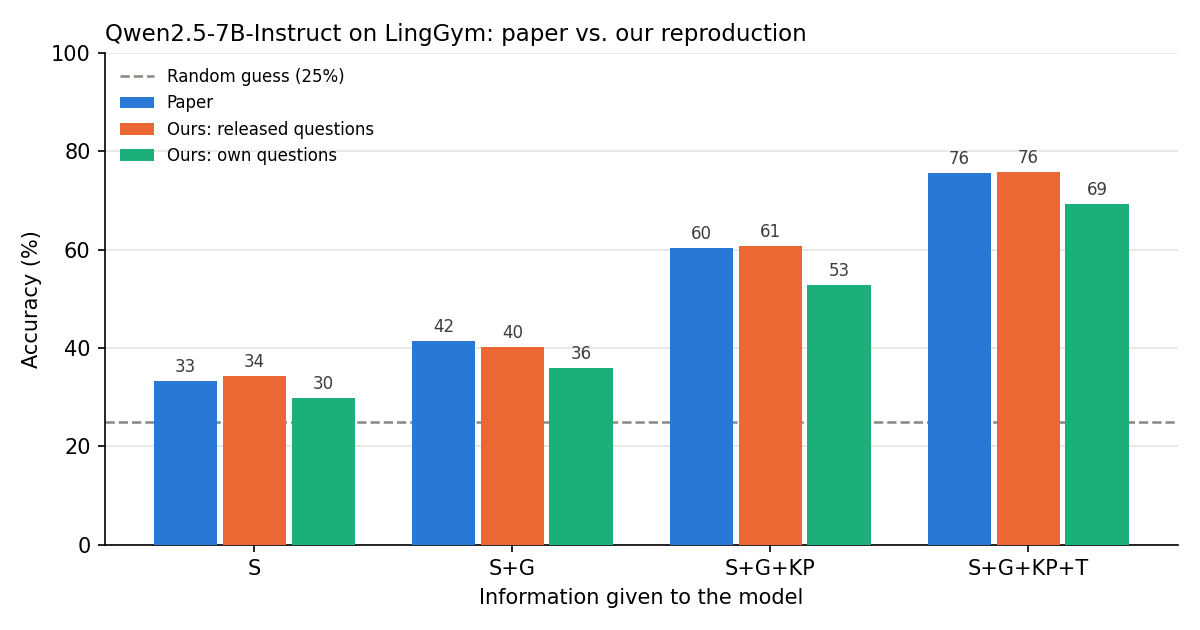 Qwen2.5-7B-Instruct on LingGym: paper vs. our reproduction
Accuracy (%)
100
80
60
40
20
0
Random guess (25%)
Paper
Ours: released questions
Ours: own questions
33
34
30
42
40
36
60
61
53
76
76
69
S
S+G
S+G+KP
S+G+KP+T
Information given to the model